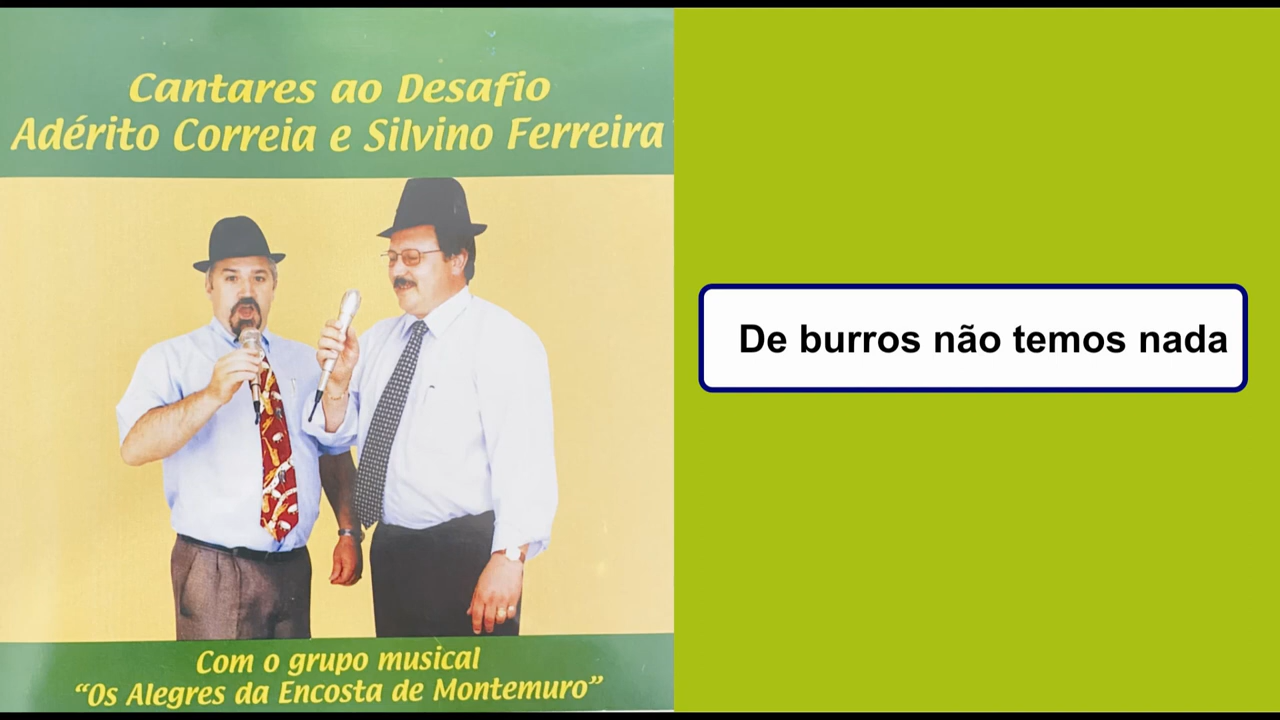 Cantares ao Desafio
Adérito Correia e Silvino Ferreira
De burros não temos nada
Com o grupo musical
“Os Alegres da Encosta de Montemuro”